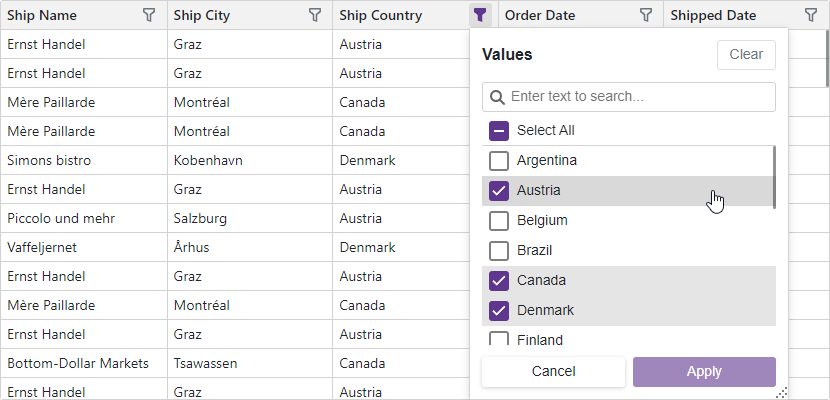 Ship Name Ship City Ship Country Order Date Shipped Date
Ernst Handel Graz Austria
Ernst Handel Graz Austria
Mère Paillarde Montréal Canada
Mère Paillarde Montréal Canada
Simons bistro Kobenhavn Denmark
Ernst Handel Graz Austria
Piccolo und mehr Salzburg Austria
Vaffeljernet Århus Denmark
Ernst Handel Graz Austria
Mère Paillarde Montréal Canada
Ernst Handel Graz Austria
Bottom-Dollar Markets Tsawassen Canada
Ernst Handel Graz Austria
Values Clear
Enter text to search...
Select All
Argentina
Austria
Belgium
Brazil
Canada
Denmark
Finland
Cancel Apply